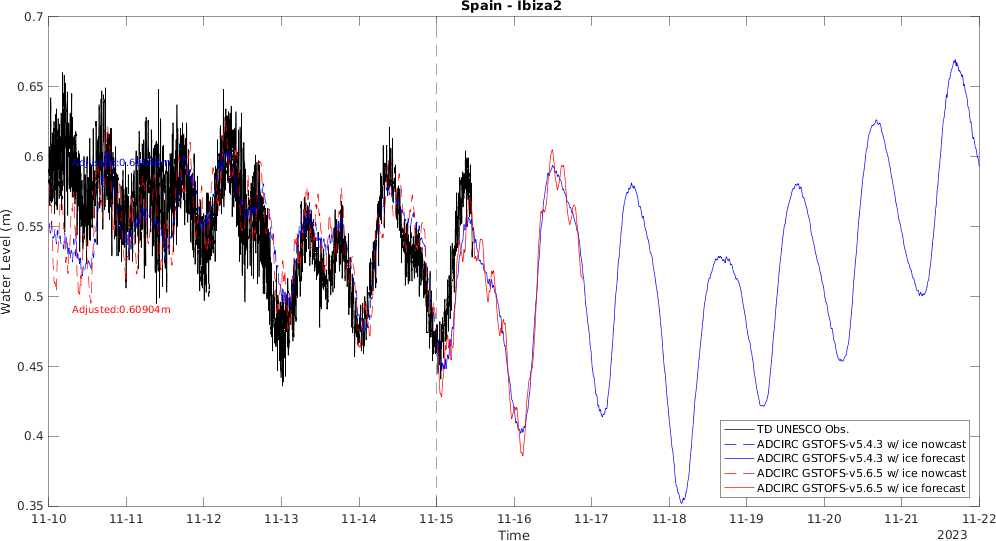 Spain - Ibiza2
0.7
0.65
0.6
0.55
0.5
0.45
0.4
0.35
Water Level (m)
Adjusted:0.60904m
TD UNESCO Obs.
ADCIRC GSTOFS-v5.4.3 w/ ice nowcast
ADCIRC GSTOFS-v5.4.3 w/ ice forecast
ADCIRC GSTOFS-v5.6.5 w/ ice nowcast
ADCIRC GSTOFS-v5.6.5 w/ ice forecast
11-10 11-11 11-12 11-13 11-14 11-15 11-16 11-17 11-18 11-19 11-20 11-21 11-22
Time
2023